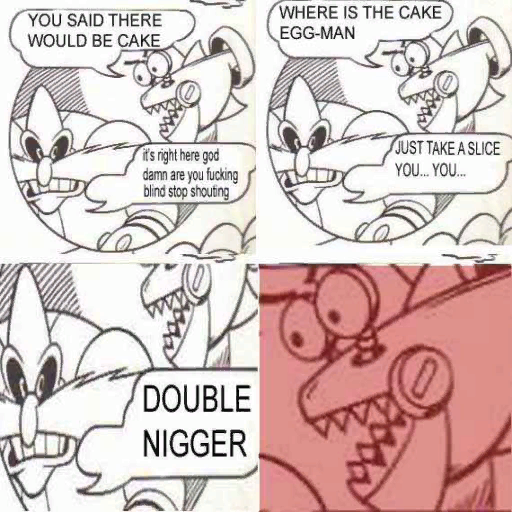 YOU SAID THERE
WOULD BE CAKE
it's right here god
damn are you fucking
blind stop shouting
WHERE IS THE CAKE
EGG-MAN
JUST TAKE A SLICE
YOU... YOU...
DOUBLE
NIGGER